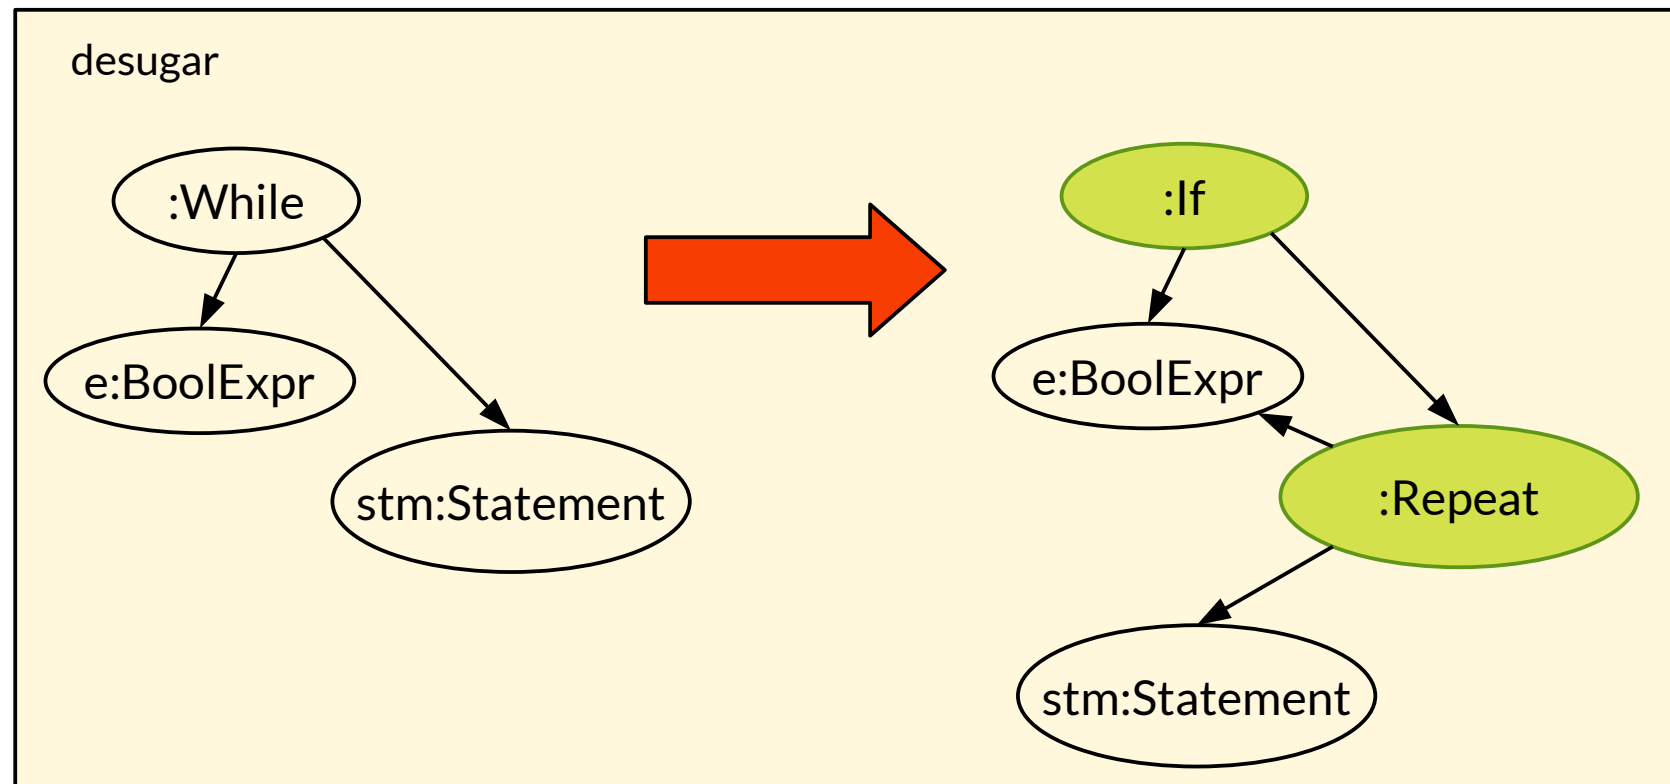 desugar
:While
e:BoolExpr
stm:Statement
:If
e:BoolExpr
:Repeat
stm:Statement